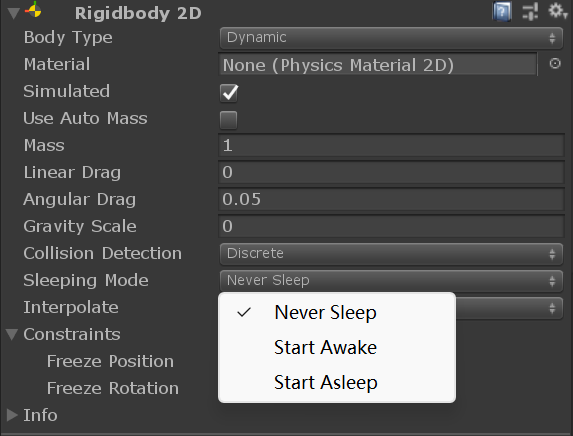 Rigidbody 2D
Body Type Dynamic
Material None (Physics Material 2D)
Simulated
Use Auto Mass
Mass 1
Linear Drag 0
Angular Drag 0.05
Gravity Scale 0
Collision Detection Discrete
Sleeping Mode Never Sleep
Interpolate
Never Sleep
Constraints
Start Awake
Freeze Position
Start Asleep
Freeze Rotation
Info